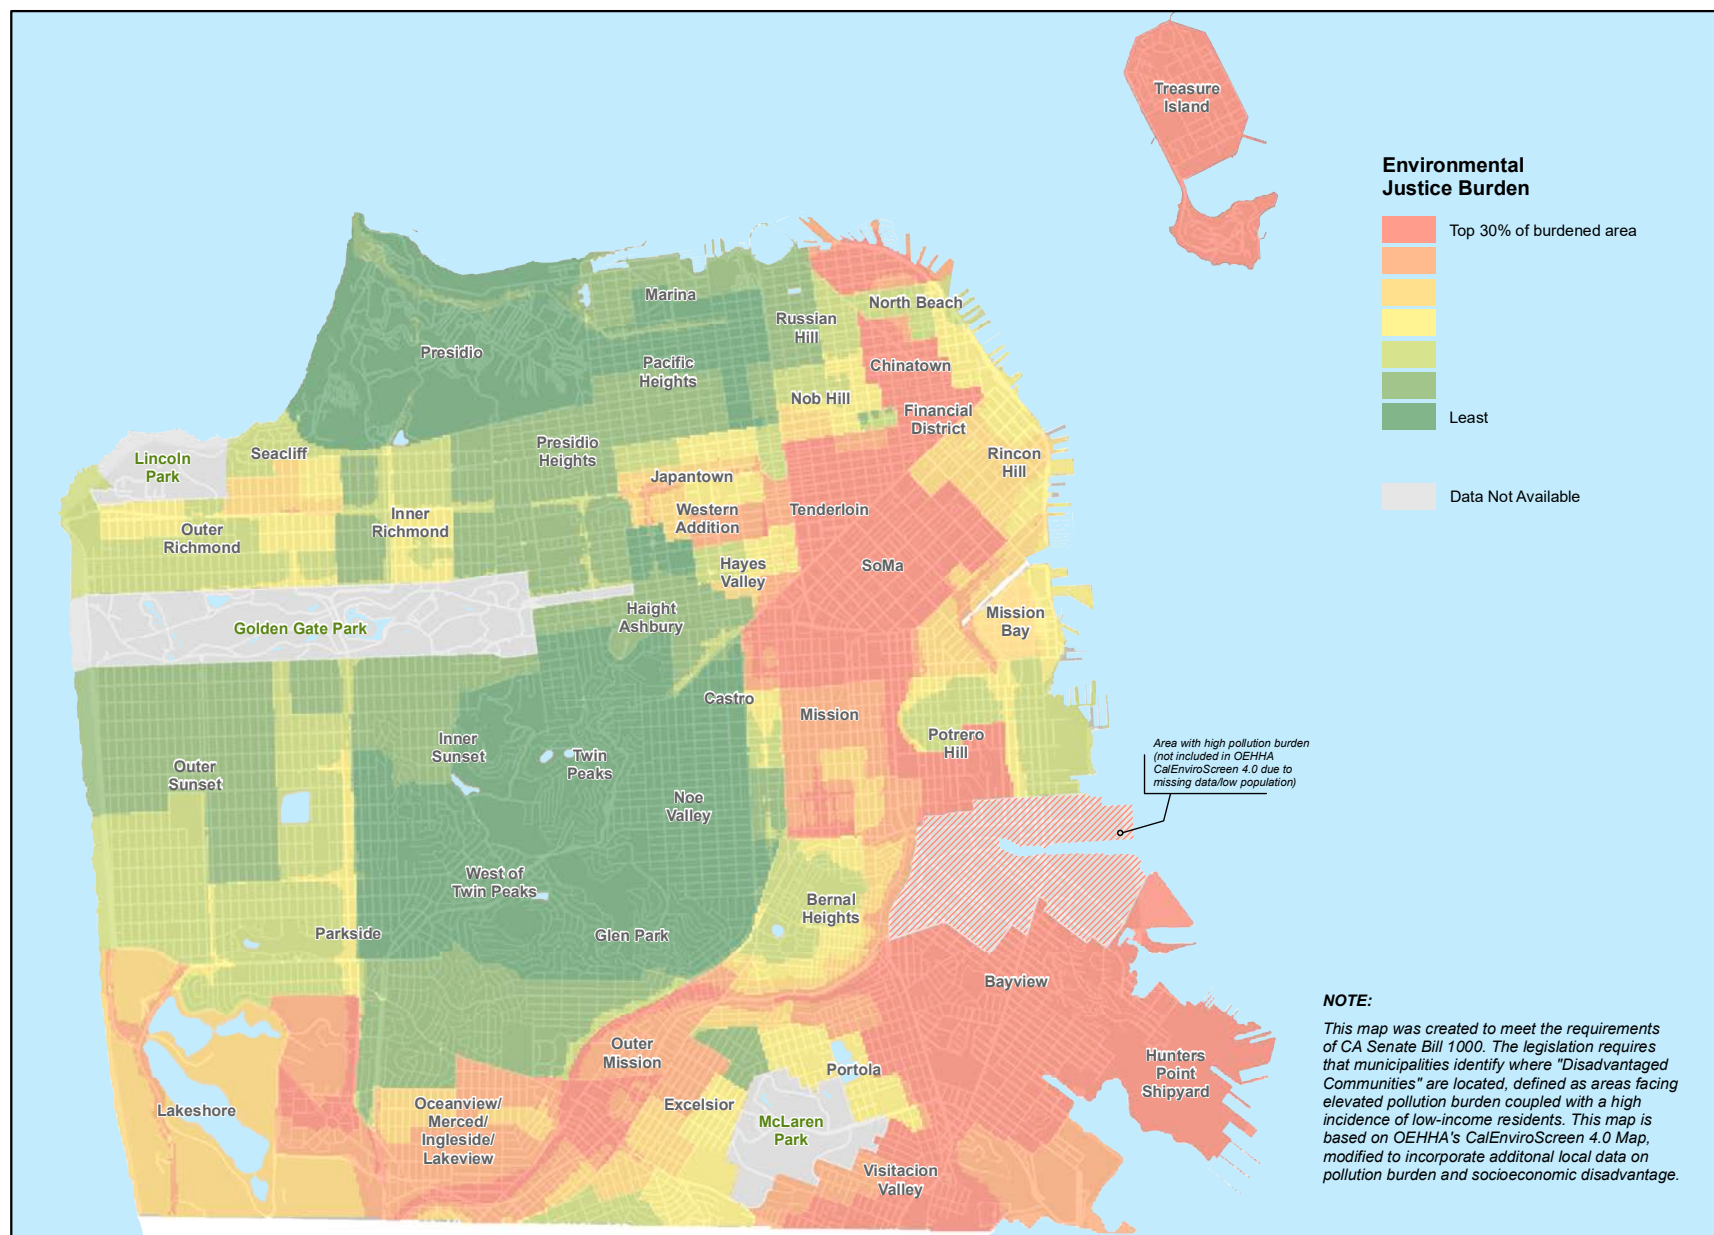 Treasure
Island
Environmental
Justice Burden
Top 30% of burdened area
Least
Data Not Available
Marina
North Beach
Russian
Hill
Presidio
Pacific
Heights
Chinatown
Nob Hill
Financial
District
Presidio
Heights
Seacliff
Lincoln
Park
Rincon
Hill
Japantown
Western
Addition
Tenderloin
Inner
Richmond
Outer
Richmond
Hayes
Valley
SoMa
Haight
Ashbury
Mission
Bay
Golden Gate Park
Castro
Mission
Potrero
Hill
Inner
Sunset
Twin
Peaks
Outer
Sunset
Noe
Valley
Area with high pollution burden
(not included in OEHHA
CalEnviroScreen 4.0 due to
missing data/low population)
West of
Twin Peaks
Bernal
Heights
Parkside
Glen Park
Bayview
Outer
Mission
Portola
Hunters
Point
Shipyard
Lakeshore
Oceanview/
Merced/
Ingleside/
Lakeview
Excelsior
McLaren
Park
Visitacion
Valley
NOTE:
This map was created to meet the requirements
of CA Senate Bill 1000. The legislation requires
that municipalities identify where "Disadvantaged
Communities" are located, defined as areas facing
elevated pollution burden coupled with a high
incidence of low-income residents. This map is
based on OEHHA's CalEnviroScreen 4.0 Map,
modified to incorporate additonal local data on
pollution burden and socioeconomic disadvantage.